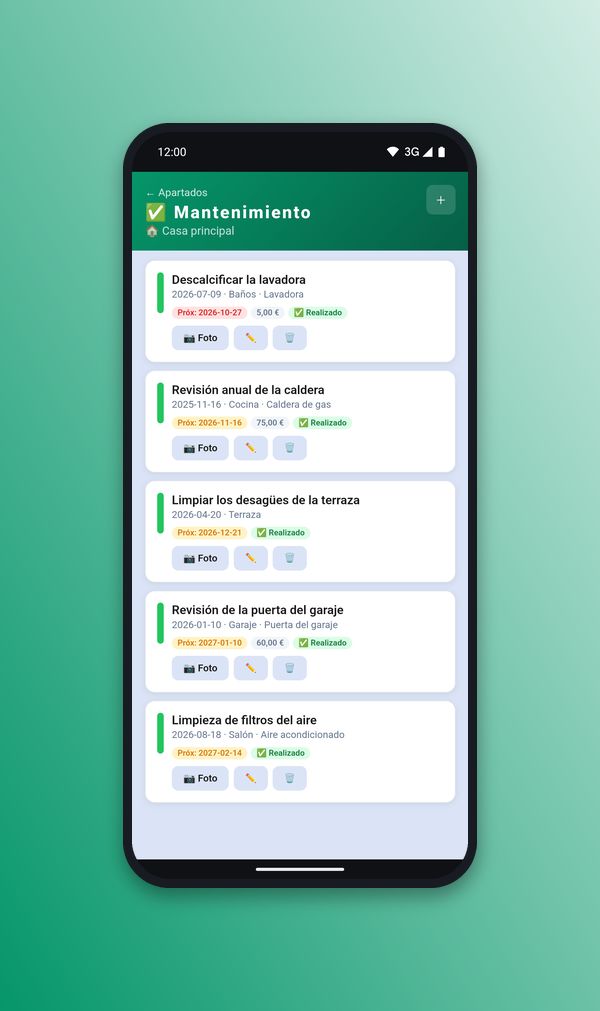 12:00
3G
← Apartados
✅ Mantenimiento
🏠 Casa principal
+
Descalcificar la lavadora
2026-07-09 · Baños · Lavadora
Próx: 2026-10-27 5,00 € ✅ Realizado
📷 Foto ✏️ 🗑️
Revisión anual de la caldera
2025-11-16 · Cocina · Caldera de gas
Próx: 2026-11-16 75,00 € ✅ Realizado
📷 Foto ✏️ 🗑️
Limpiar los desagües de la terraza
2026-04-20 · Terraza
Próx: 2026-12-21 ✅ Realizado
📷 Foto ✏️ 🗑️
Revisión de la puerta del garaje
2026-01-10 · Garaje · Puerta del garaje
Próx: 2027-01-10 60,00 € ✅ Realizado
📷 Foto ✏️ 🗑️
Limpieza de filtros del aire
2026-08-18 · Salón · Aire acondicionado
Próx: 2027-02-14 ✅ Realizado
📷 Foto ✏️ 🗑️